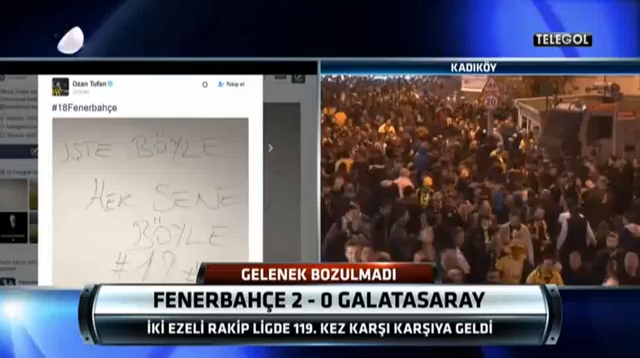 TELEGOL
KADIKÖY
Ozan Tufan
Takip et
#18Fenerbahçe
İŞTE BÖYLE
HER SENE
BÖYLE
20
GELENEK BOZULMADI
FENERBAHÇE 2 - 0 GALATASARAY
İKİ EZELİ RAKİP LİGDE 119. KEZ KARŞI KARŞIYA GELDİ